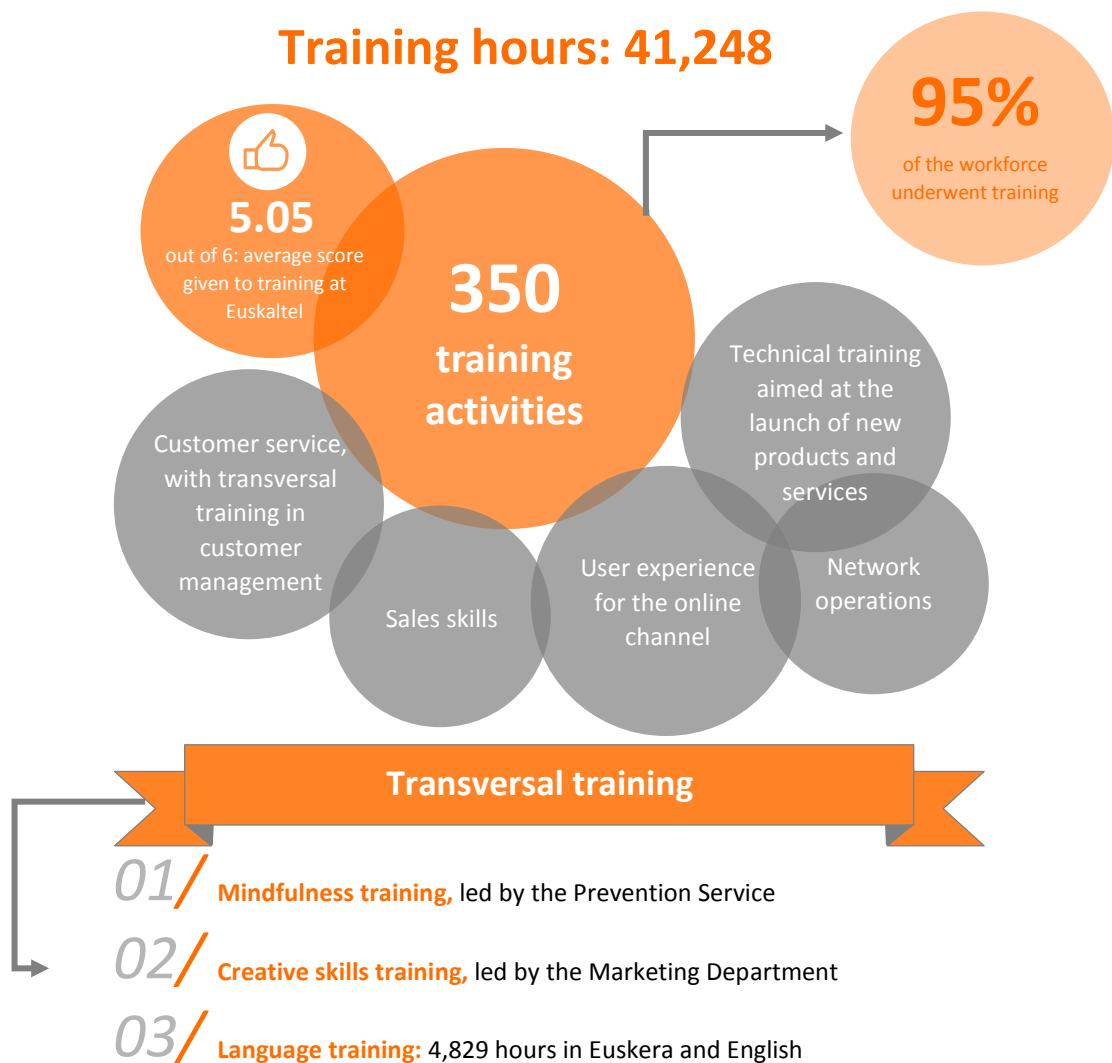 Training hours: 41,248
95%
of the workforce
underwent training
5.05
out of 6: average score
given to training at
Euskaltel
350
training
activities
Technical training
aimed at the
launch of new
products and
services
Customer service,
with transversal
training in
customer
management
Sales skills
User experience
for the online
channel
Network
operations
Transversal training
01/ Mindfulness training, led by the Prevention Service
02/ Creative skills training, led by the Marketing Department
03/ Language training: 4,829 hours in Euskera and English